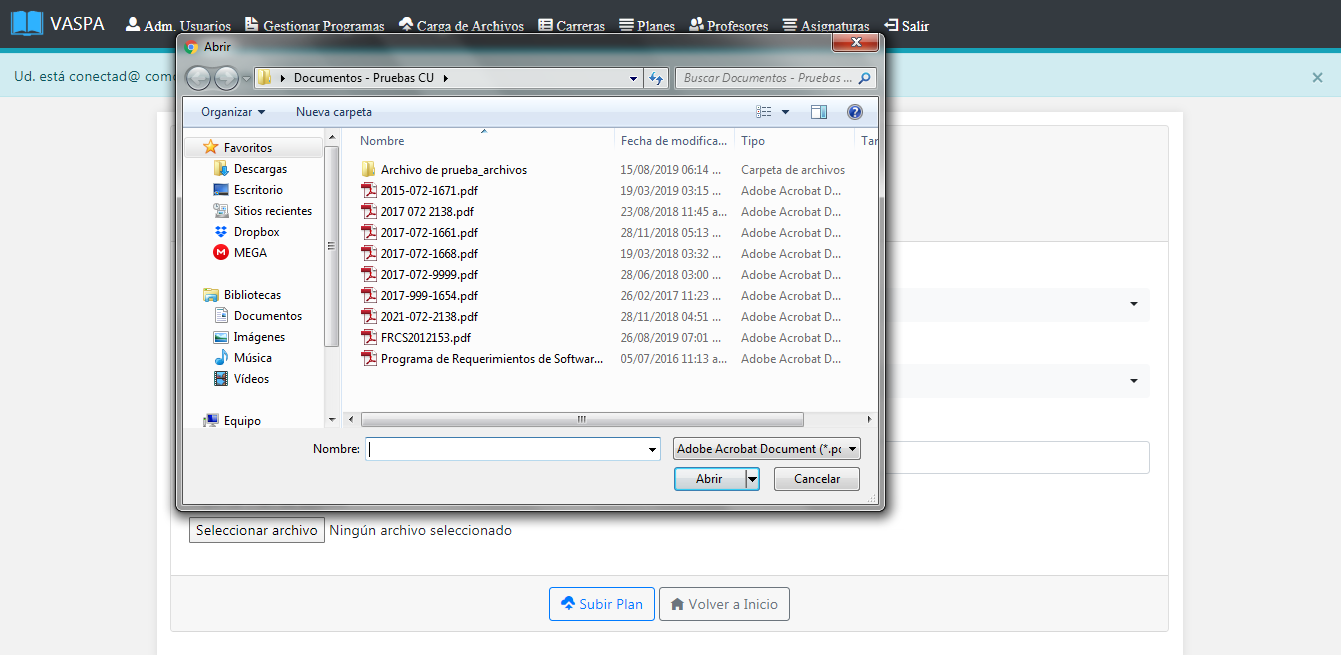 VASPA Adm. Usuarios Gestionar Programas Carga de Archivos Carreras Planes Profesores Asignaturas Salir
Abrir
Ud. está conectad@ como
Documentos - Pruebas CU
Buscar Documentos - Pruebas ...
Organizar Nueva carpeta
Favoritos
Descargas
Escritorio
Sitios recientes
Dropbox
MEGA
Bibliotecas
Documentos
Imágenes
Música
Vídeos
Equipo
Nombre Fecha de modifica... Tipo Tar
Archivo de prueba_archivos 15/08/2019 06:14 ... Carpeta de archivos
2015-072-1671.pdf 19/03/2019 03:15 ... Adobe Acrobat D...
2017 072 2138.pdf 23/08/2018 11:45 a... Adobe Acrobat D...
2017-072-1661.pdf 28/11/2018 05:13 ... Adobe Acrobat D...
2017-072-1668.pdf 19/03/2018 03:32 ... Adobe Acrobat D...
2017-072-9999.pdf 28/06/2018 03:00 ... Adobe Acrobat D...
2017-999-1654.pdf 26/02/2017 11:23 ... Adobe Acrobat D...
2021-072-2138.pdf 28/11/2018 04:51 ... Adobe Acrobat D...
FRCS2012153.pdf 26/08/2019 07:01 ... Adobe Acrobat D...
Programa de Requerimientos de Softwar... 05/07/2016 11:13 a... Adobe Acrobat D...
Nombre: Adobe Acrobat Document (*.pc
Abrir Cancelar
Seleccionar archivo Ningún archivo seleccionado
Subir Plan Volver a Inicio